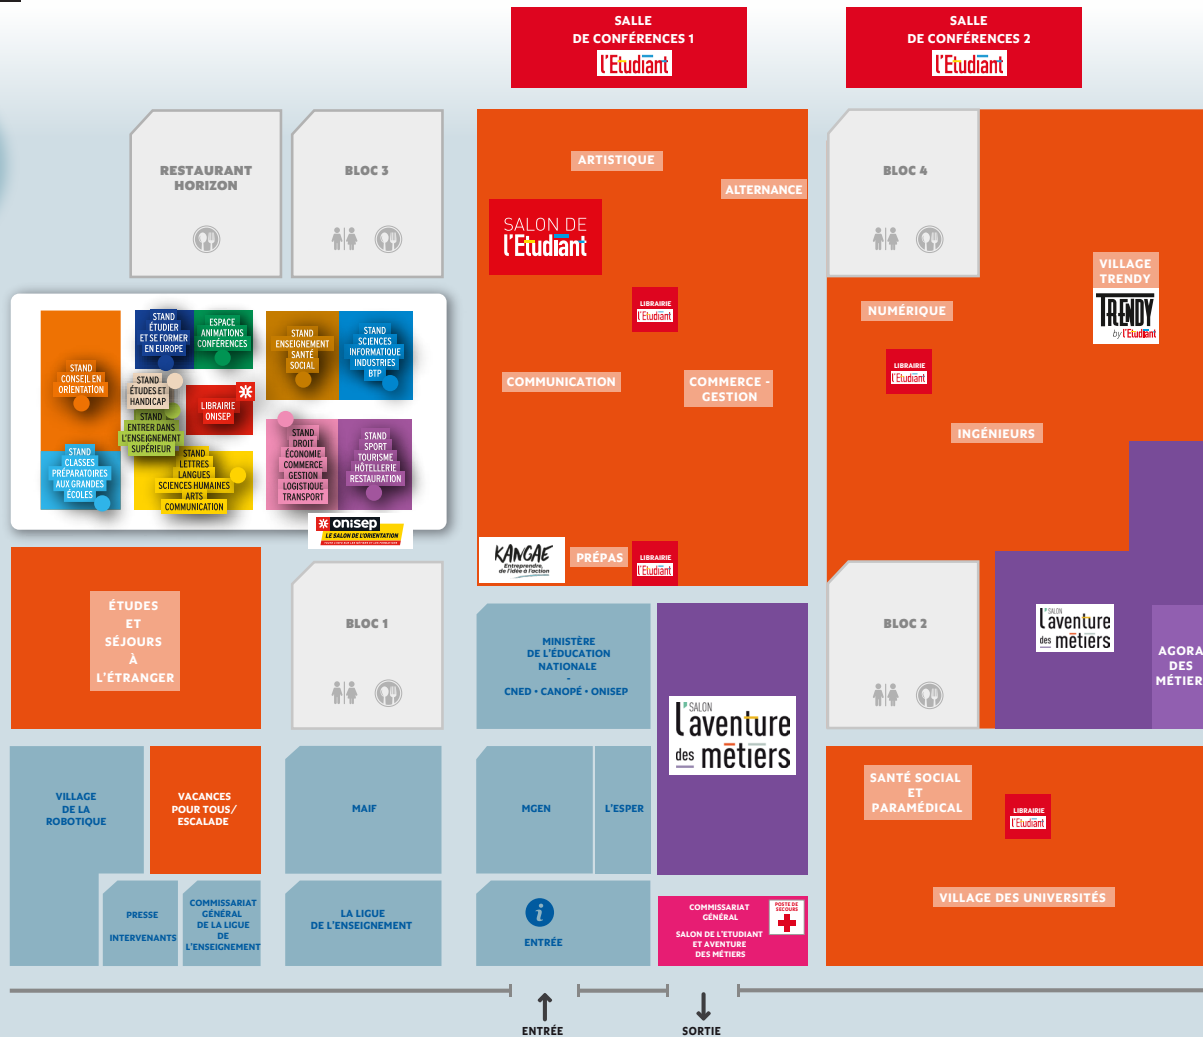 SALLE
DE CONFÉRENCES 1
l'Etudiant
SALLE
DE CONFÉRENCES 2
l'Etudiant
RESTAURANT
HORIZON
BLOC 3
ARTISTIQUE
ALTERNANCE
SALON DE
l'Etudiant
LIBRAIRIE
l'Etudiant
COMMUNICATION
COMMERCE -
GESTION
KANGAE
Entreprendre,
de l'idée à l'action
PRÉPAS
LIBRAIRIE
l'Etudiant
BLOC 4
VILLAGE
TRENDY
TRENDY
by l'Etudiant
NUMÉRIQUE
LIBRAIRIE
l'Etudiant
INGÉNIEURS
STAND
CONSEIL EN
ORIENTATION
STAND
ÉTUDIER
ET SE FORMER
EN EUROPE
ESPACE
ANIMATIONS
CONFÉRENCES
STAND
ENSEIGNEMENT
SANTÉ
SOCIAL
STAND
SCIENCES
INFORMATIQUE
INDUSTRIES
BTP
STAND
ÉTUDES ET
HANDICAP
LIBRAIRIE
ONISEP
STAND
ENTRER DANS
L'ENSEIGNEMENT
SUPÉRIEUR
STAND
CLASSES
PRÉPARATOIRES
AUX GRANDES
ÉCOLES
STAND
LETTRES
LANGUES
SCIENCES HUMAINES
ARTS
COMMUNICATION
STAND
DROIT
ÉCONOMIE
COMMERCE
GESTION
LOGISTIQUE
TRANSPORT
STAND
SPORT
TOURISME
HÔTELLERIE
RESTAURATION
onisep
LE SALON DE L'ORIENTATION
ÉTUDES
ET
SÉJOURS
À
L'ÉTRANGER
BLOC 1
MINISTÈRE
DE L'ÉDUCATION
NATIONALE
-
CNED • CANOPÉ • ONISEP
SALON
l'aventure
des métiers
BLOC 2
SALON
l'aventure
des métiers
AGORA
DES
MÉTIER
VILLAGE
DE LA
ROBOTIQUE
VACANCES
POUR TOUS/
ESCALADE
MAIF
MGEN
L'ESPER
SANTÉ SOCIAL
ET
PARAMÉDICAL
LIBRAIRIE
l'Etudiant
VILLAGE DES UNIVERSITÉS
PRESSE
INTERVENANTS
COMMISSARIAT
GÉNÉRAL
DE LA LIGUE
DE
L'ENSEIGNEMENT
LA LIGUE
DE L'ENSEIGNEMENT
i
ENTRÉE
COMMISSARIAT
GÉNÉRAL
SALON DE L'ETUDIANT
ET AVENTURE
DES MÉTIERS
POSTE DE
SECOURS
ENTRÉE
SORTIE